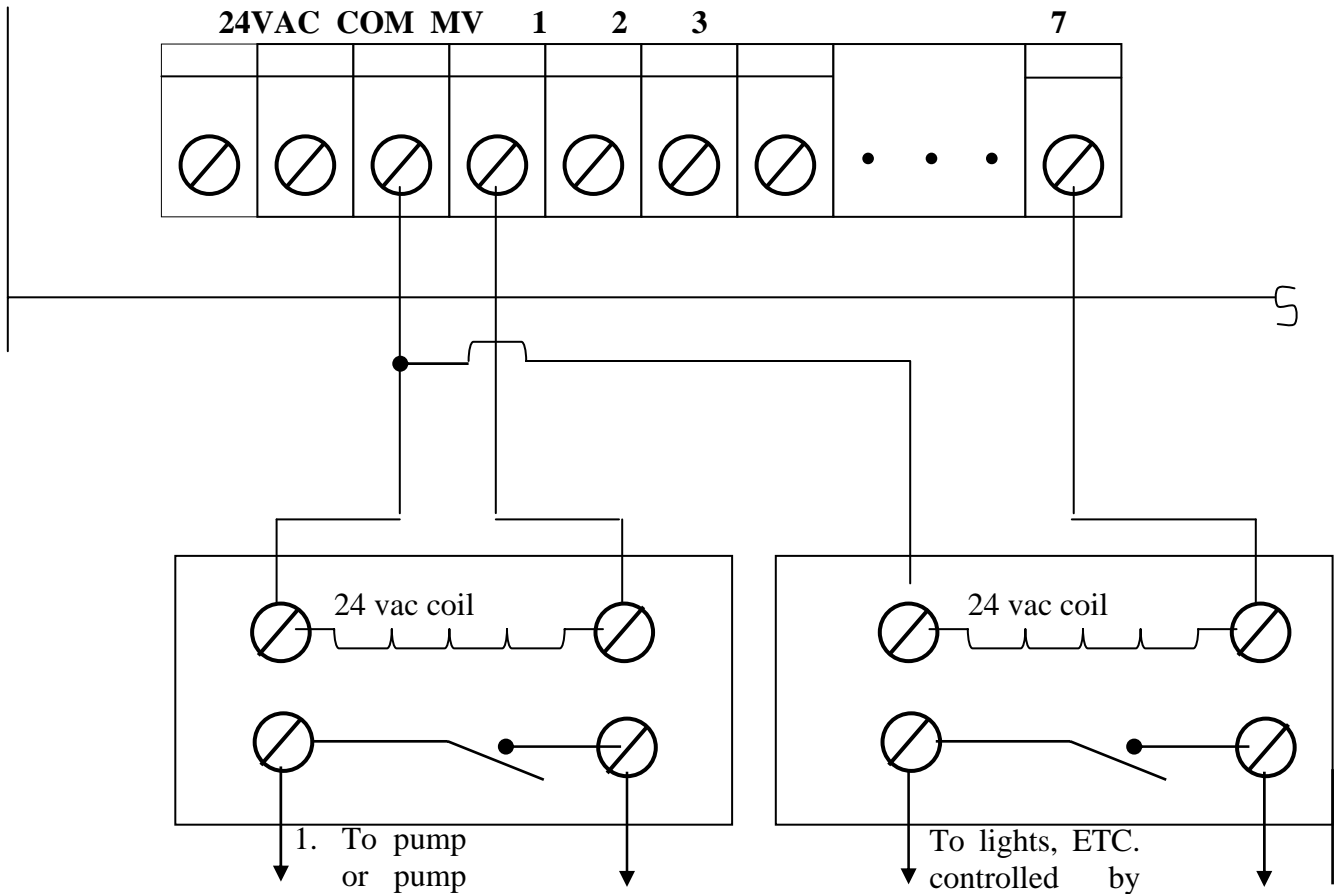 24VAC COM MV 1 2 3 7
24 vac coil
24 vac coil
1. To pump
or pump
To lights, ETC.
controlled by